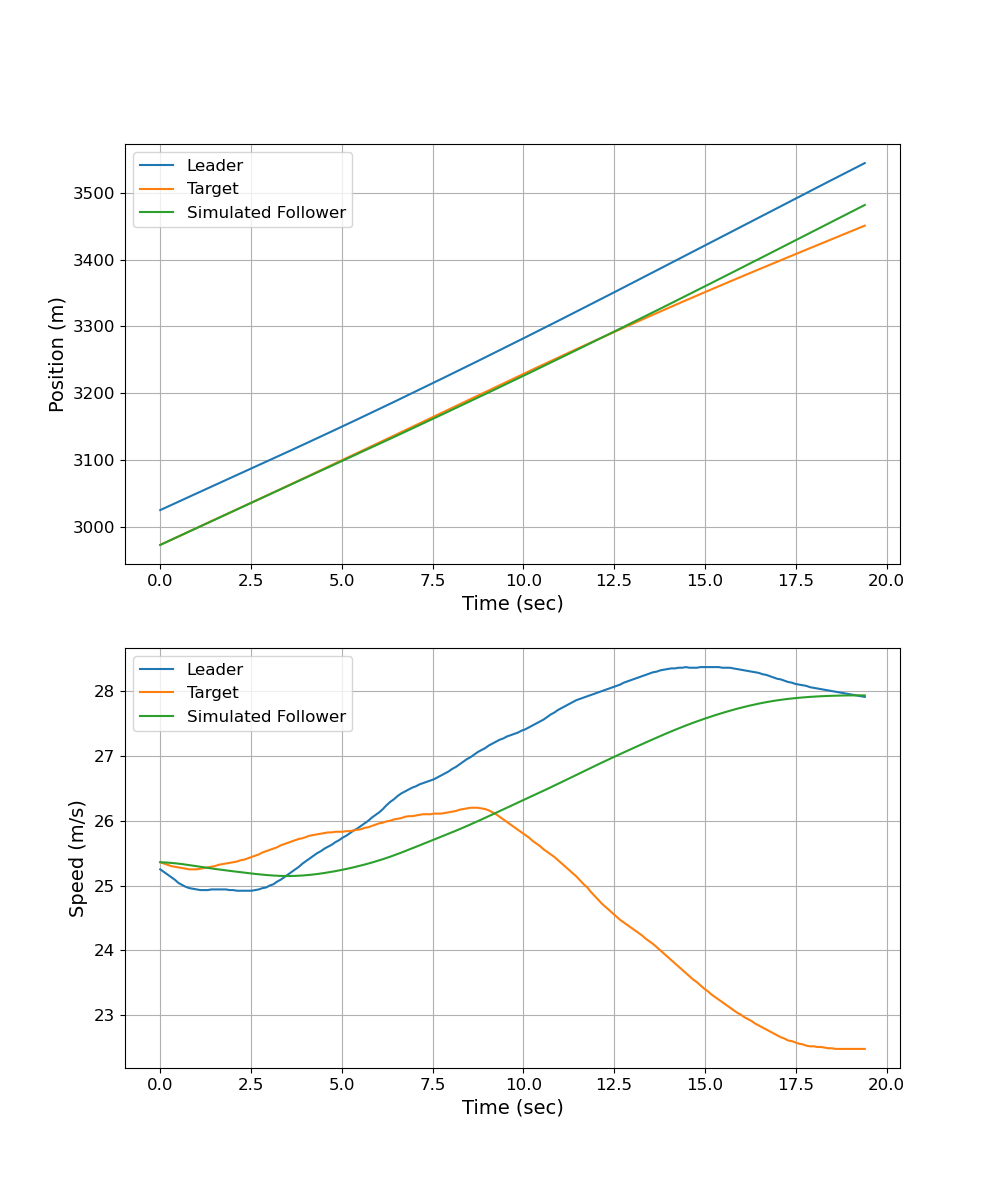 Leader
Target
Simulated Follower
3500
3400
3300
3200
3100
3000
Position (m)
0.0 2.5 5.0 7.5 10.0 12.5 15.0 17.5 20.0
Time (sec)
Leader
Target
Simulated Follower
28
27
26
25
24
23
Speed (m/s)
0.0 2.5 5.0 7.5 10.0 12.5 15.0 17.5 20.0
Time (sec)